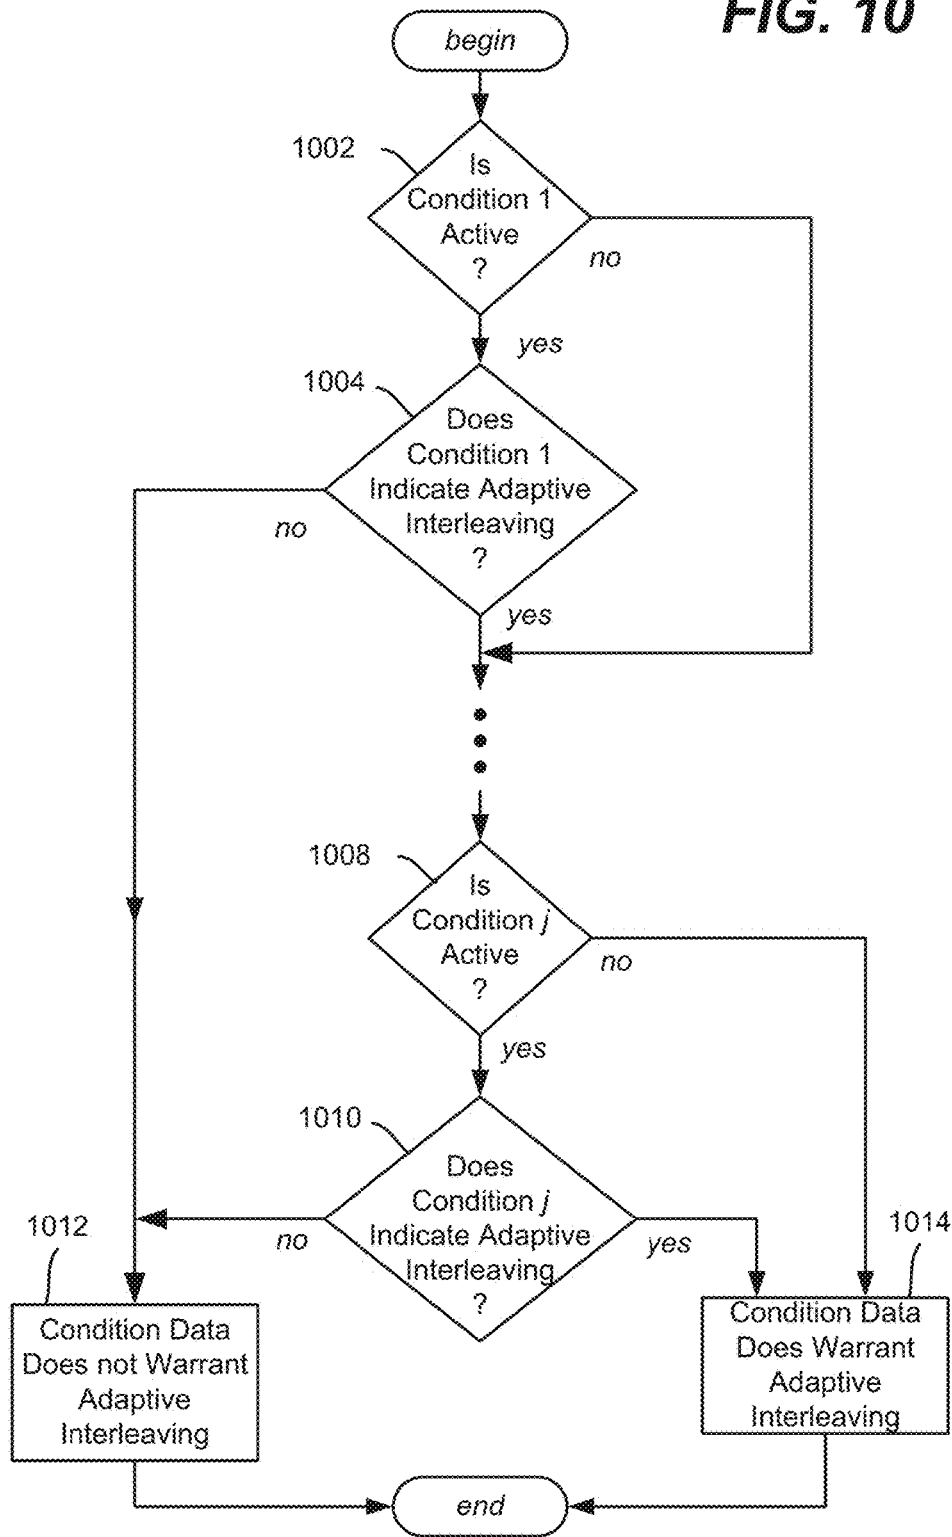 FIG. 10
begin
1002
Is
Condition 1
Active
?
no
yes
1004
Does
Condition 1
Indicate Adaptive
Interleaving
?
no
yes
1008
Is
Condition j
Active
?
no
yes
1010
Does
Condition j
Indicate Adaptive
Interleaving
?
no
yes
1012
Condition Data
Does not Warrant
Adaptive
Interleaving
1014
Condition Data
Does Warrant
Adaptive
Interleaving
end